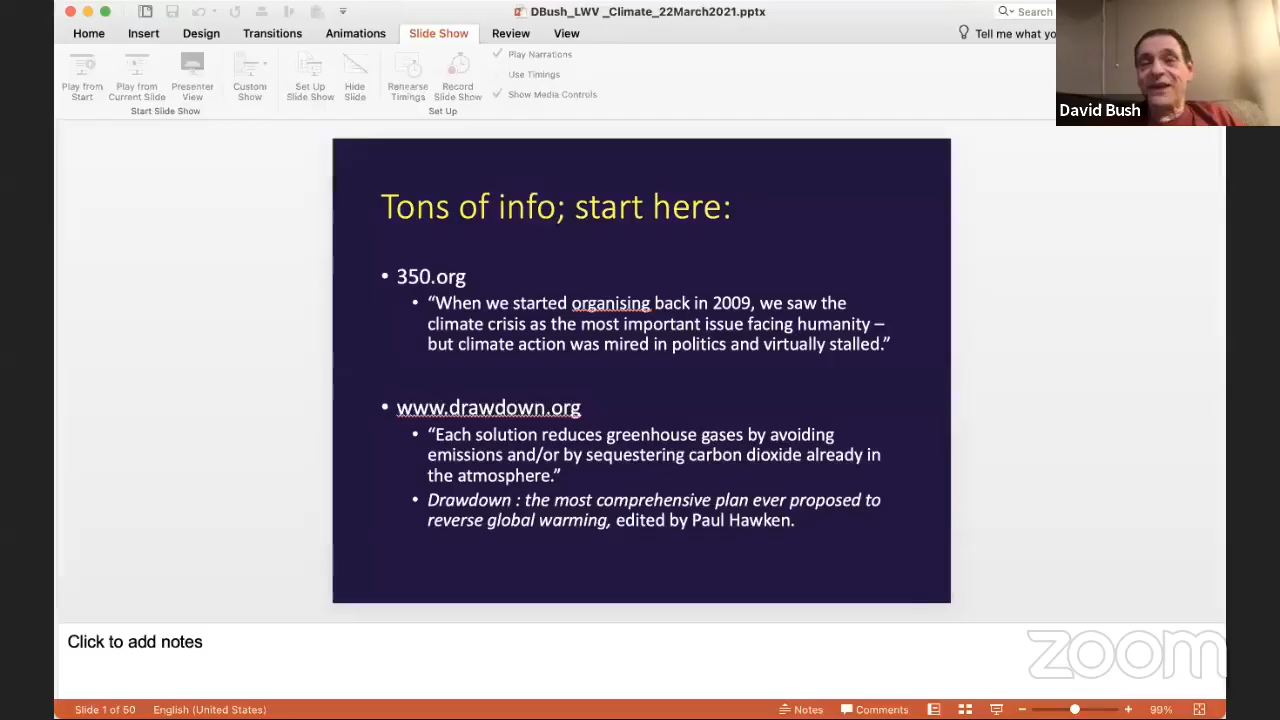 DBush_LWV _Climate_22March2021.pptx
Search
Home Insert Design Transitions Animations Slide Show Review View
Tell me what yo
Play from Start
Play from Current Slide
Presenter View
Custom Show
Set Up Slide Show
Hide Slide
Rehearse Timings
Record Slide Show
Play Narrations
Use Timings
Show Media Controls
Start Slide Show
Set Up
David Bush
Tons of info; start here:
• 350.org
• “When we started organising back in 2009, we saw the
climate crisis as the most important issue facing humanity –
but climate action was mired in politics and virtually stalled.”
• www.drawdown.org
• “Each solution reduces greenhouse gases by avoiding
emissions and/or by sequestering carbon dioxide already in
the atmosphere.”
• Drawdown : the most comprehensive plan ever proposed to
reverse global warming, edited by Paul Hawken.
Click to add notes
zoom
Slide 1 of 50 English (United States)
Notes Comments 99%